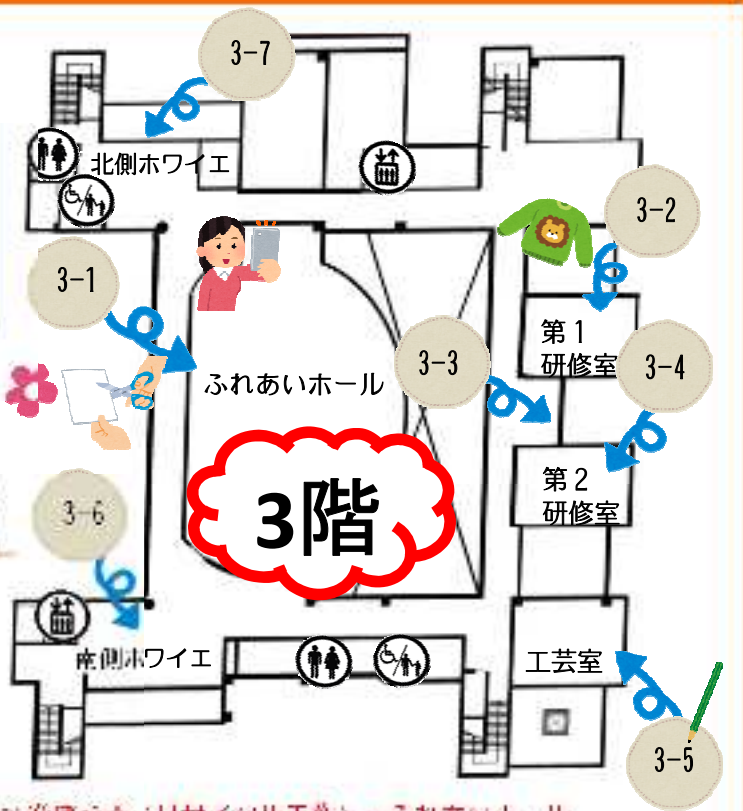 3-7
北側ホワイエ
3-2
3-1
第1
研修室
3-3
3-4
ふれあいホール
3階
第2
研修室
3-6
南側ホワイエ
工芸室
3-5